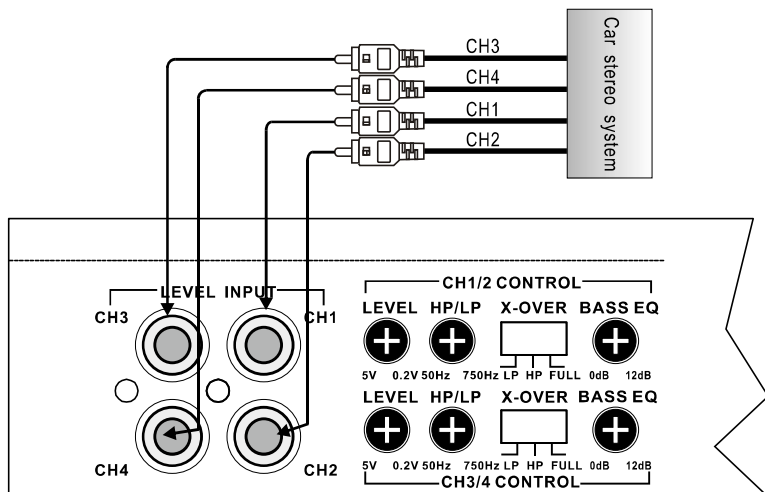 CH3
CH4
CH1
CH2
Car stereo system
LEVEL INPUT
CH3
CH1
CH4
CH2
CH1/2 CONTROL
LEVEL HP/LP X-OVER BASS EQ
5V 0.2V 50Hz 750Hz LP HP FULL 0dB 12dB
LEVEL HP/LP X-OVER BASS EQ
5V 0.2V 50Hz 750Hz LP HP FULL 0dB 12dB
CH3/4 CONTROL